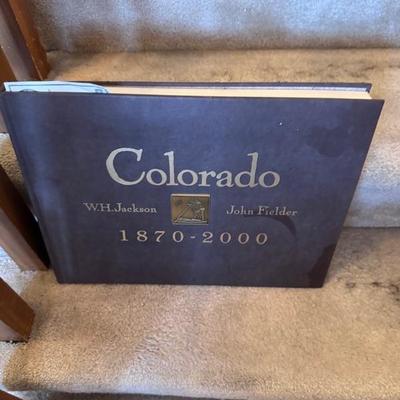 Colorado
W.H.Jackson John Fielder
1870-2000